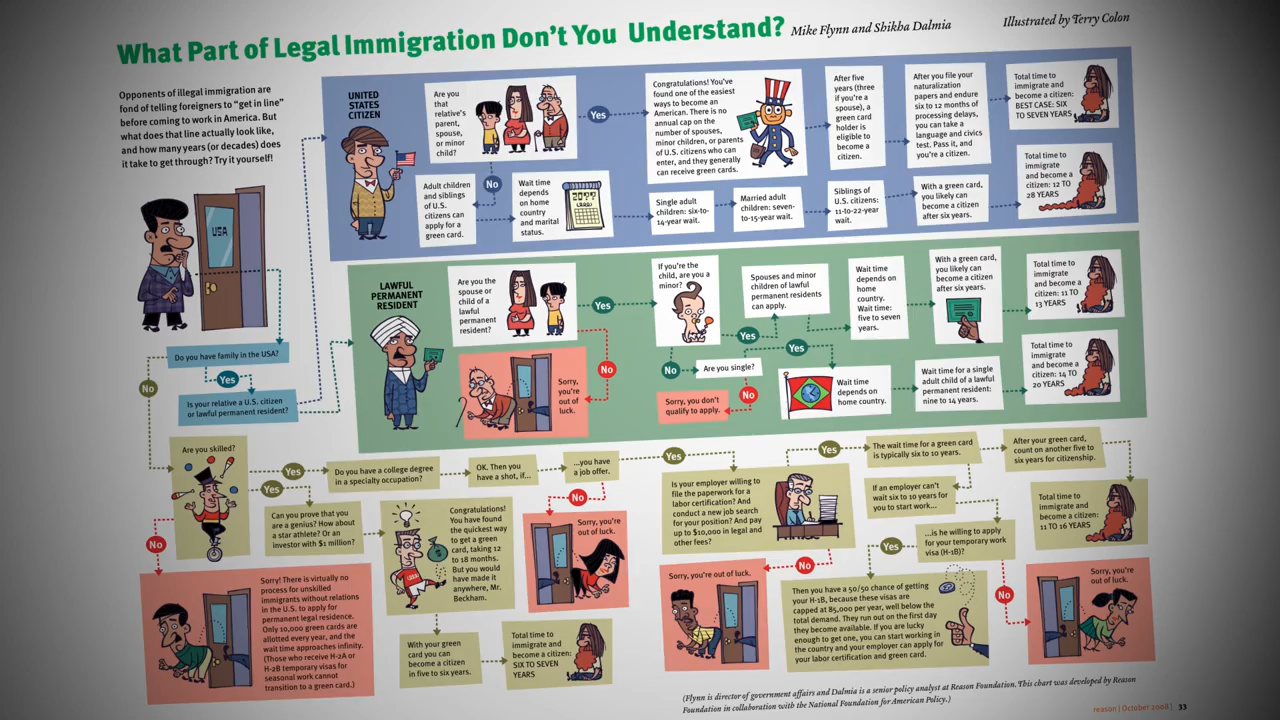 What Part of Legal Immigration Don't You Understand?
Mike Flynn and Shikha Dalmia
Illustrated by Terry Colon
Opponents of illegal immigration are
fond of telling foreigners to "get in line"
before coming to work in America. But
what does that line actually look like,
and how many years (or decades) does
it take to get through? Try it yourself!
USA
Do you have family in the USA?
No
Yes
Is your relative a U.S. citizen
or lawful permanent resident?
UNITED
STATES
CITIZEN
Are you
that
relative's
parent,
spouse,
or minor
child?
Yes
Congratulations! You've
found one of the easiest
ways to become an
American. There is no
annual cap on the
number of spouses,
minor children, or parents
of U.S. citizens who can
enter, and they generally
can receive green cards.
After five
years (three
if you're a
spouse), a
green card
holder is
eligible to
become a
citizen.
After you file your
naturalization
papers and endure
six to 12 months of
processing delays,
you can take a
language and civics
test. Pass it, and
you're a citizen.
Total time to
immigrate and
become a citizen:
BEST CASE: SIX
TO SEVEN YEARS
No
Adult children
and siblings
of U.S.
citizens can
apply for a
green card.
Wait time
depends
on home
country
and marital
status.
Single adult
children: six-to-
14-year wait.
Married adult
children: seven-
to-15-year wait.
Siblings of
U.S. citizens:
11-to-22-year
wait.
With a green card,
you likely can
become a citizen
after six years.
Total time to
immigrate
and become a
citizen: 12 TO
28 YEARS
LAWFUL
PERMANENT
RESIDENT
Are you the
spouse or
child of a
lawful
permanent
resident?
Yes
No
Sorry,
you're
out of
luck.
If you're the
child, are you a
minor?
Yes
No
Spouses and minor
children of lawful
permanent residents
can apply.
Wait time
depends on
home
country.
Wait time:
five to seven
years.
With a green card,
you likely can
become a citizen
after six years.
Total time to
immigrate
and become a
citizen: 11 TO
13 YEARS
Are you single?
Yes
No
Sorry, you don't
qualify to apply.
Wait time
depends on
home country.
Wait time for a single
adult child of a lawful
permanent resident:
nine to 14 years.
Total time to
immigrate
and become a
citizen: 14 TO
20 YEARS
Are you skilled?
Yes
Yes
No
Do you have a college degree
in a specialty occupation?
OK. Then you
have a shot, if...
...you have
a job offer.
No
Sorry, you're
out of luck.
Yes
Can you prove that you
are a genius? How about
a star athlete? Or an
investor with $1 million?
Congratulations!
You have found
the quickest way
to get a green
card, taking 12
to 18 months.
But you would
have made it
anywhere, Mr.
Beckham.
With your green
card you can
become a citizen
in five to six years.
Total time to
immigrate and
become a citizen:
SIX TO SEVEN
YEARS
Sorry! There is virtually no
process for unskilled
immigrants without relations
in the U.S. to apply for
permanent legal residence.
Only 10,000 green cards are
allotted every year, and the
wait time approaches infinity.
(Those who receive H-2A or
H-2B temporary visas for
seasonal work cannot
transition to a green card.)
Is your employer willing to
file the paperwork for a
labor certification? And
conduct a new job search
for your position? And pay
up to $10,000 in legal and
other fees?
Yes
No
Sorry, you're out of luck.
The wait time for a green card
is typically six to 10 years.
After your green card,
count on another five to
six years for citizenship.
Total time to
immigrate and
become a citizen:
11 TO 16 YEARS
If an employer can't
wait six to 10 years for
you to start work...
...is he willing to apply
for your temporary work
visa (H-1B)?
Yes
No
Then you have a 50/50 chance of getting
your H-1B, because these visas are
capped at 85,000 per year, well below the
total demand. They run out on the first day
they become available. If you are lucky
enough to get one, you can start working in
the country and your employer can apply for
your labor certification and green card.
Sorry, you're
out of luck.
(Flynn is director of government affairs and Dalmia is a senior policy analyst at Reason Foundation. This chart was developed by Reason
Foundation in collaboration with the National Foundation for American Policy.)
reason | October 2008 | 33